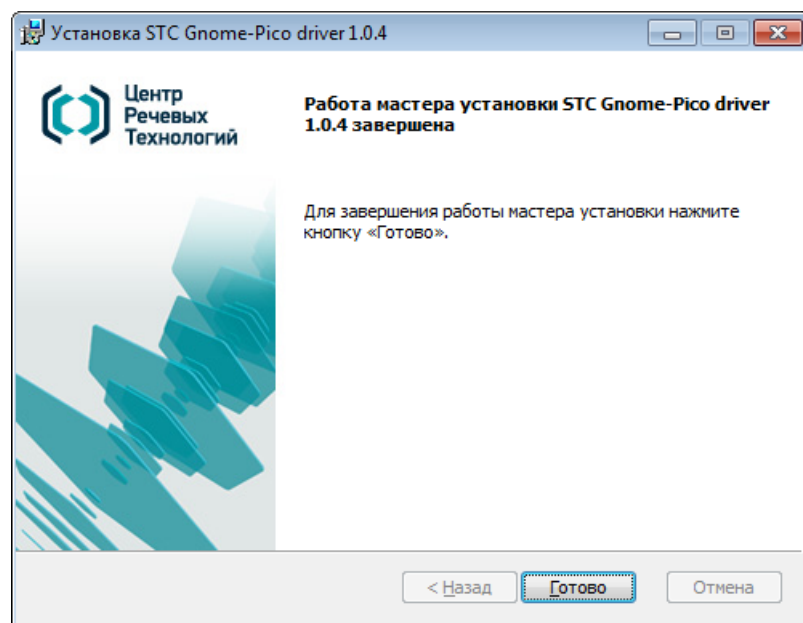 Установка STC Gnome-Pico driver 1.0.4
Центр
Речевых
Технологий
Работа мастера установки STC Gnome-Pico driver
1.0.4 завершена
Для завершения работы мастера установки нажмите
кнопку «Готово».
< Назад Готово Отмена